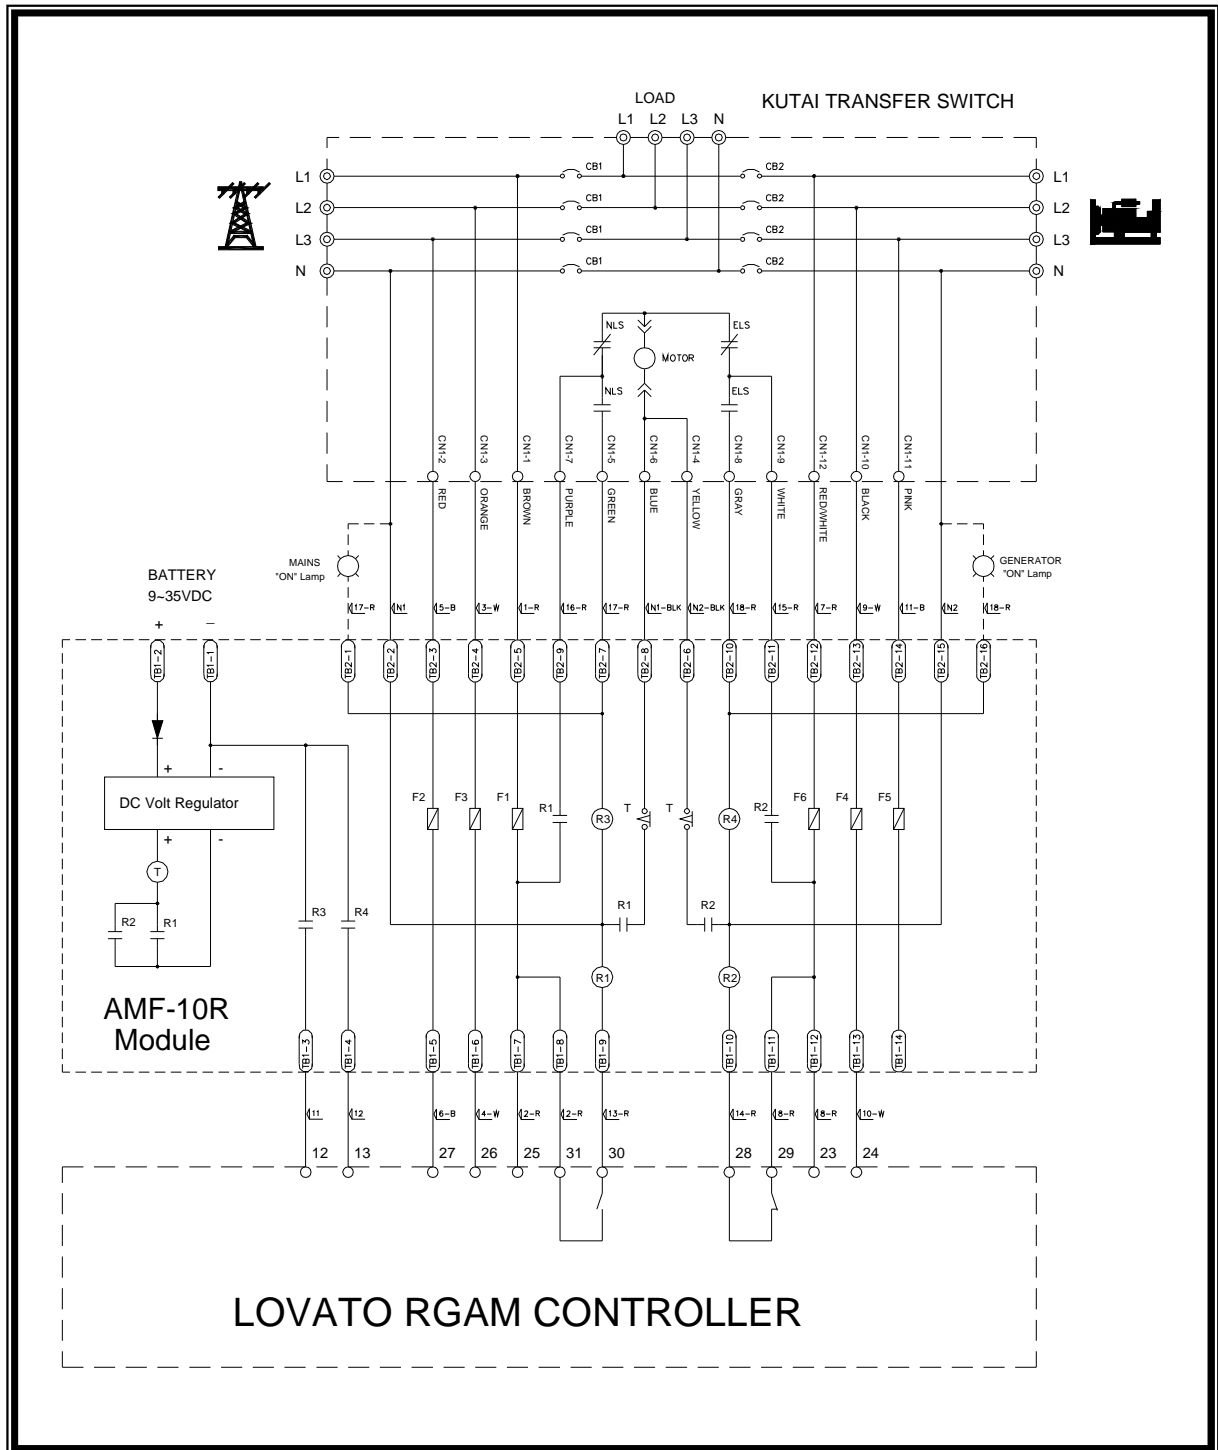 LOAD
KUTAI TRANSFER SWITCH
L1 L2 L3 N
L1 CB1 CB2 L1
L2 CB1 CB2 L2
L3 CB1 CB2 L3
N CB1 CB2 N
NLS ELS
MOTOR
NLS ELS
CN1-2 CN1-3 CN1-1 CN1-7 CN1-5 CN1-6 CN1-4 CN1-8 CN1-9 CN1-12 CN1-10 CN1-11
RED ORANGE BROWN PURPLE GREEN BLUE YELLOW GRAY WHITE RED/WHITE BLACK PINK
MAINS
"ON" Lamp
GENERATOR
"ON" Lamp
BATTERY
9~35VDC
17-R N1 5-B 3-W 1-R 16-R 17-R N1-BLK N2-BLK 18-R 15-R 7-R 9-W 11-B N2 18-R
+ −
TB1-2 TB1-1 TB2-1 TB2-2 TB2-3 TB2-4 TB2-5 TB2-9 TB2-7 TB2-8 TB2-6 TB2-10 TB2-11 TB2-12 TB2-13 TB2-14 TB2-15 TB2-16
+ -
DC Volt Regulator
F2 F3 F1 R1 R3 T T R4 R2 F6 F4 F5
+ -
T
R2 R1 R3 R4 R1 R2
R1 R2
AMF-10R
Module
TB1-3 TB1-4 TB1-5 TB1-6 TB1-7 TB1-8 TB1-9 TB1-10 TB1-11 TB1-12 TB1-13 TB1-14
11 12 6-B 4-W 2-R 2-R 13-R 14-R 8-R 8-R 10-W
12 13 27 26 25 31 30 28 29 23 24
LOVATO RGAM CONTROLLER